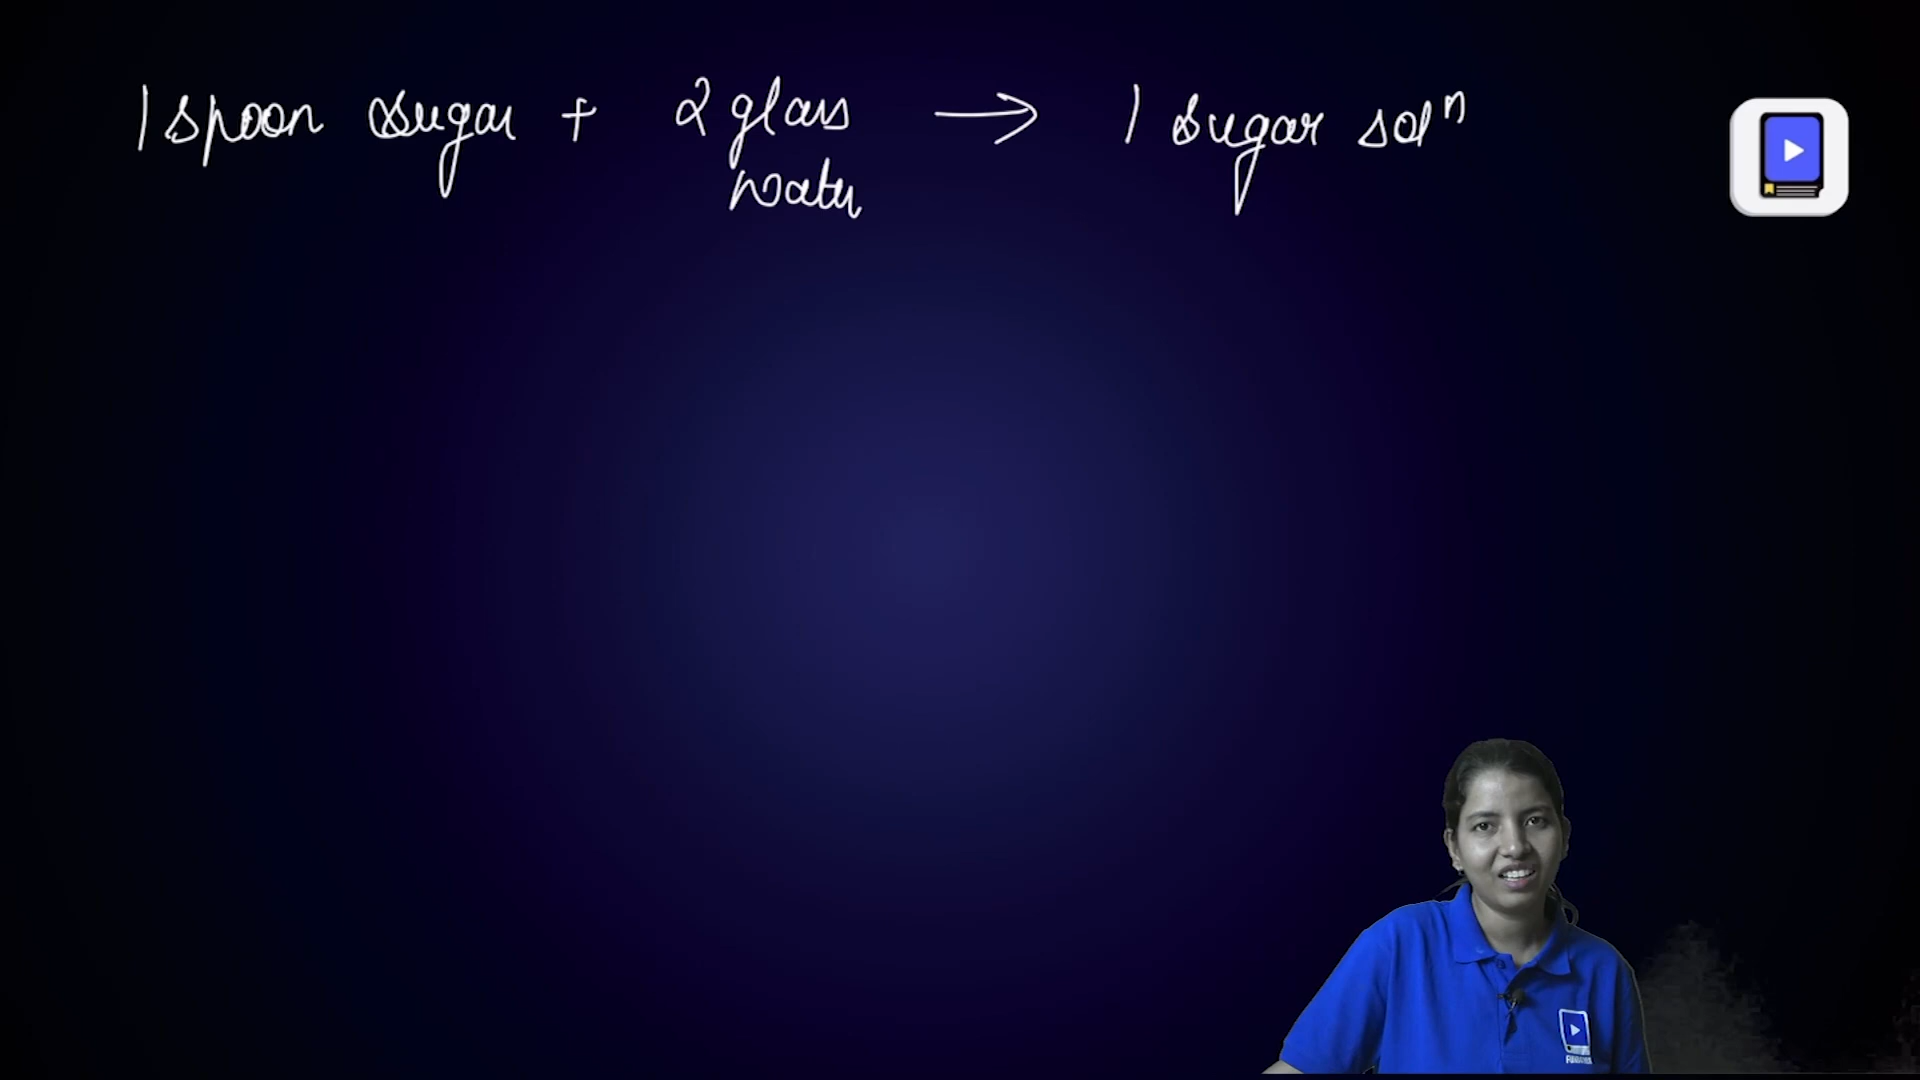 1 spoon sugar + 2 glass → 1 sugar solⁿ
water